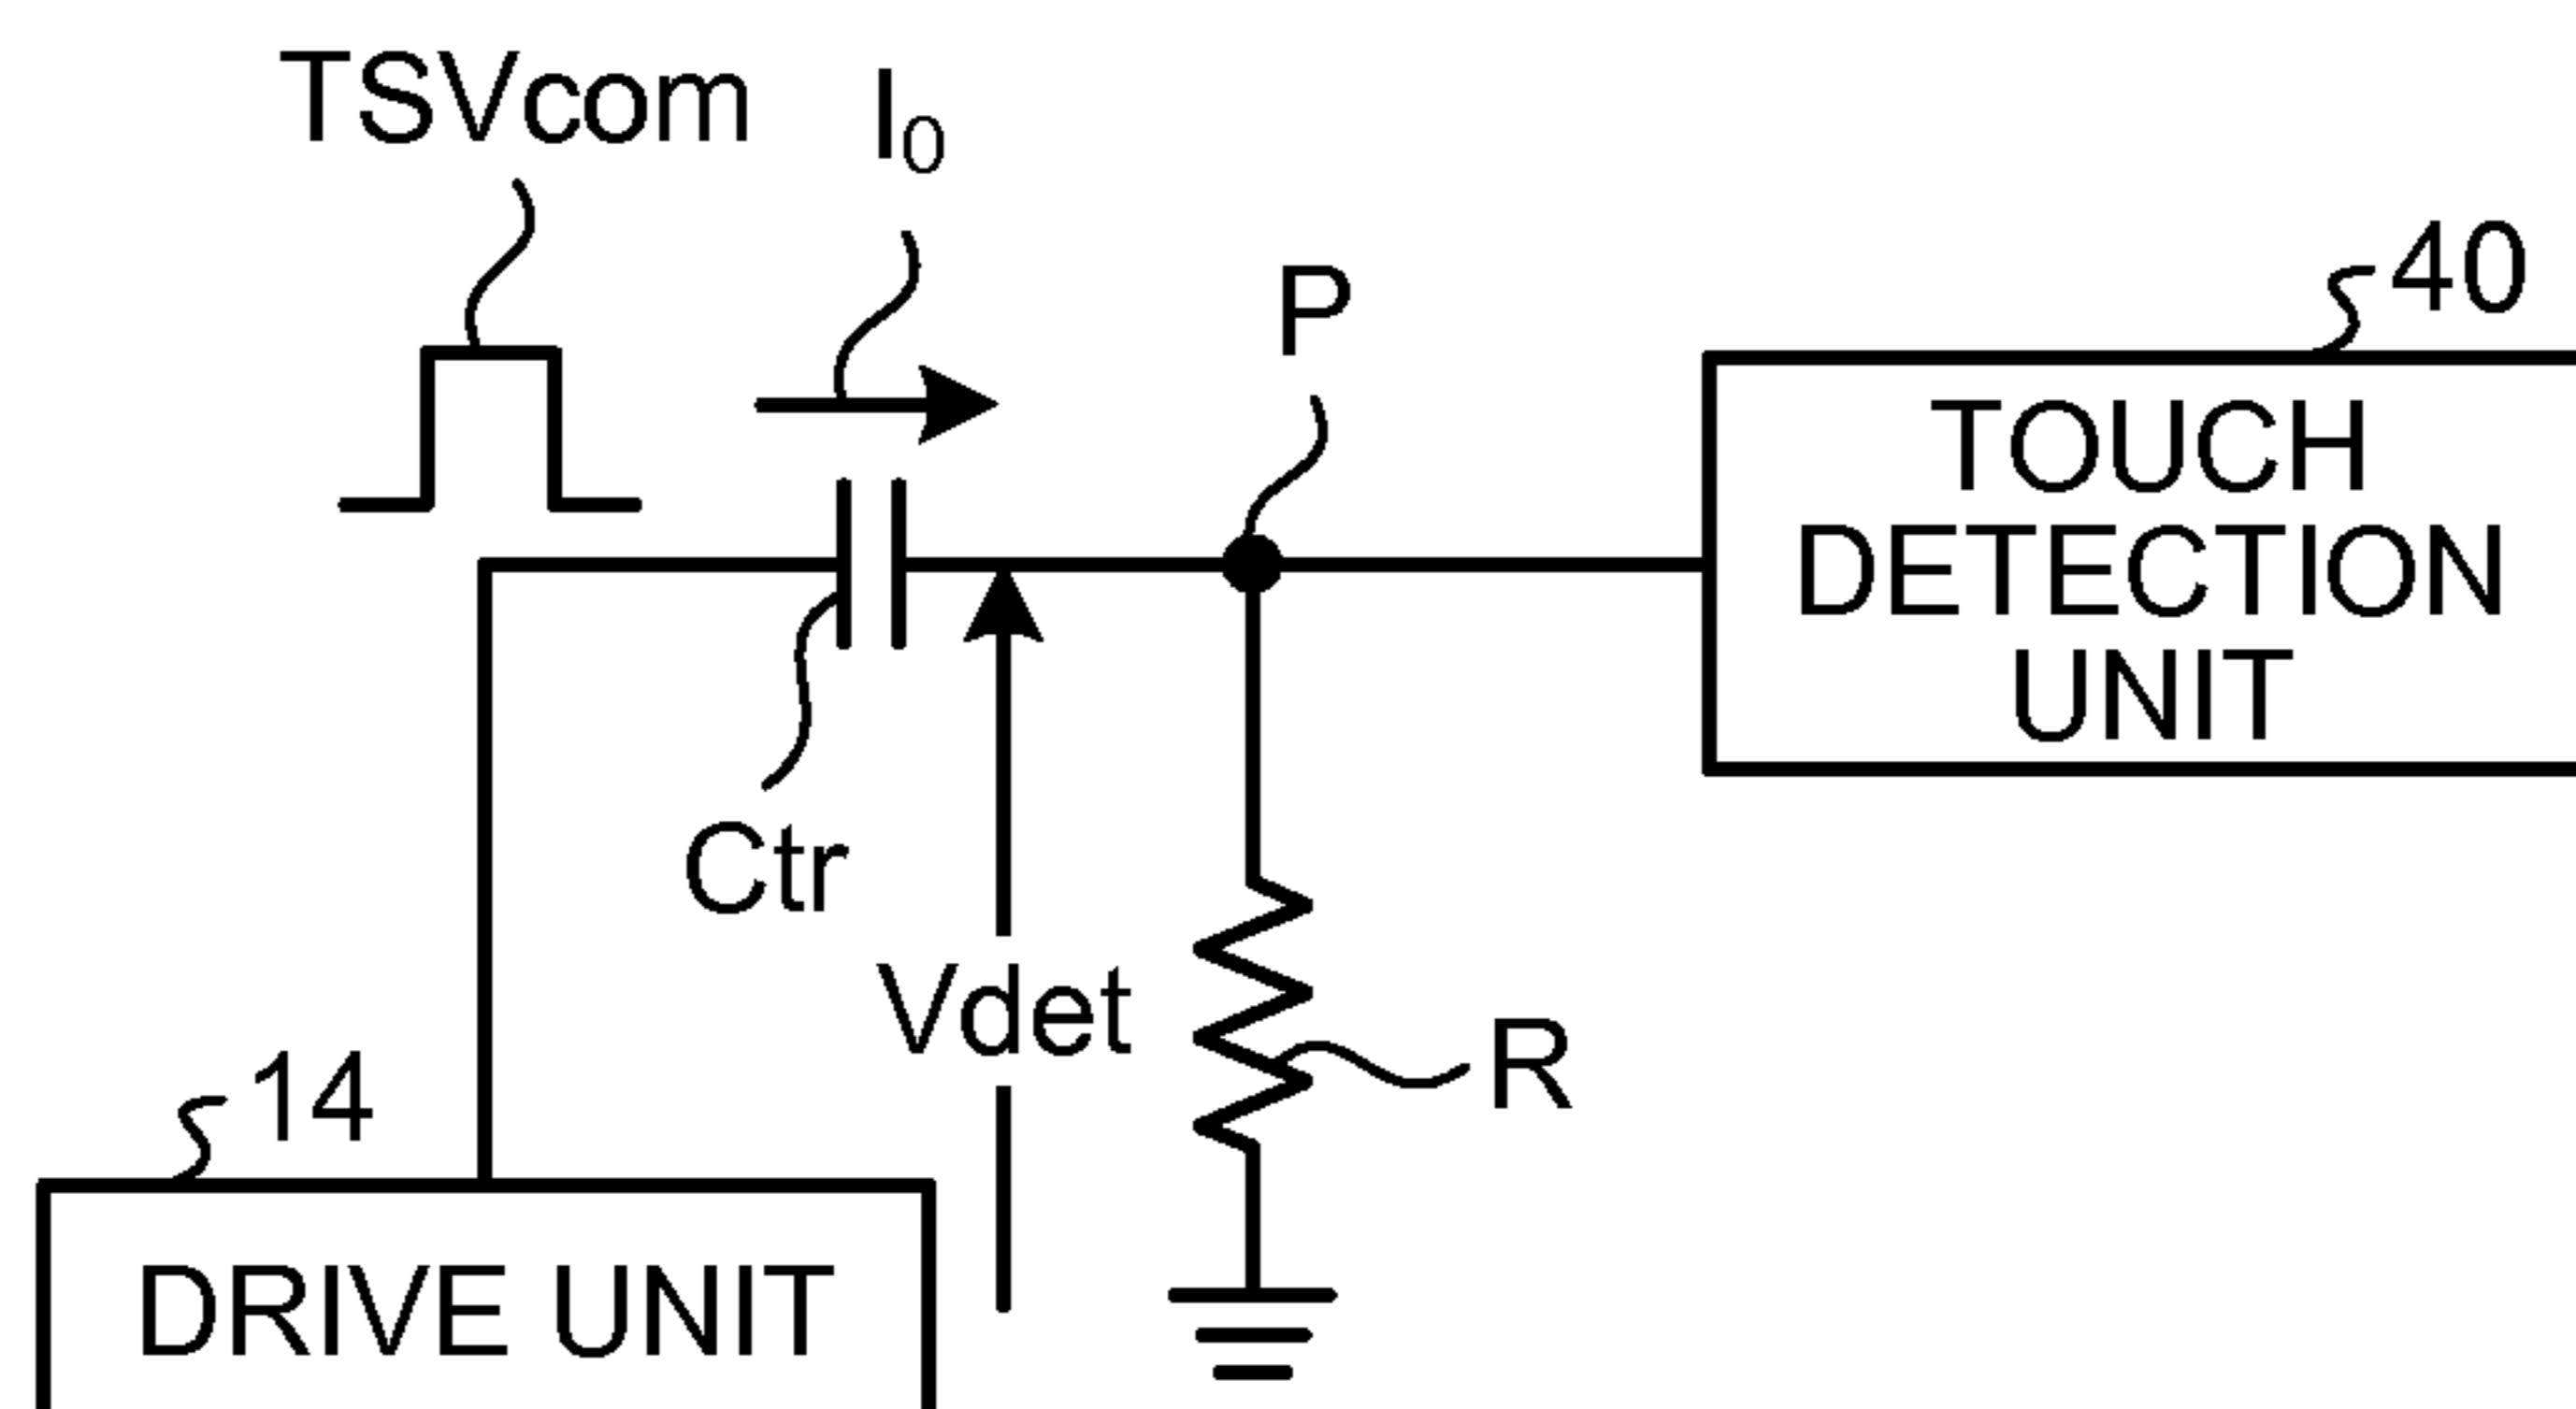 TSVcom
I₀
P
40
TOUCH
DETECTION
UNIT
Ctr
Vdet
R
14
DRIVE UNIT